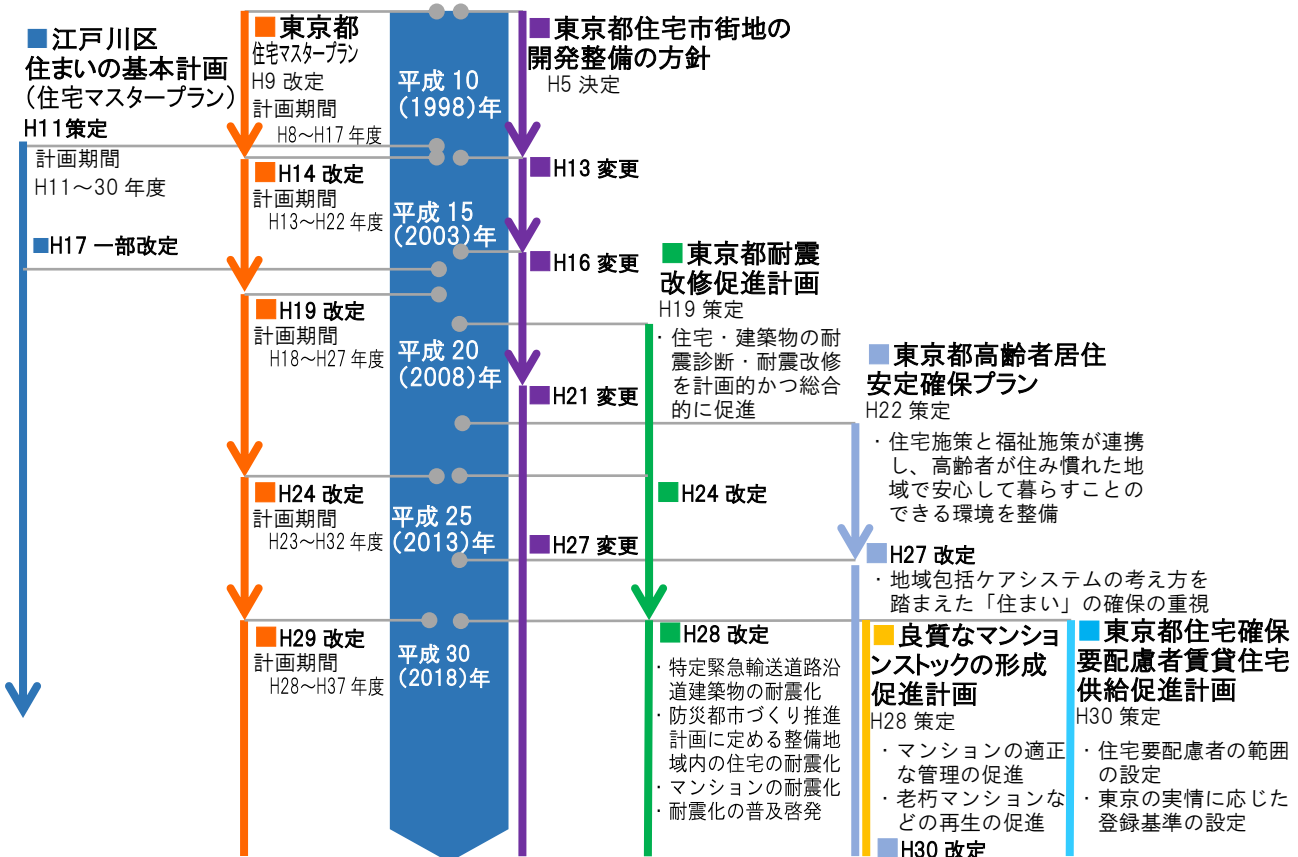 ■江戸川区
住まいの基本計画
（住宅マスタープラン）
H11策定
計画期間
H11～30 年度
■H17 一部改定
■東京都
住宅マスタープラン
H9 改定
計画期間
H8～H17 年度
■H14 改定
計画期間
H13～H22 年度
■H19 改定
計画期間
H18～H27 年度
■H24 改定
計画期間
H23～H32 年度
■H29 改定
計画期間
H28～H37 年度
平成 10
（1998）年
平成 15
（2003）年
平成 20
（2008）年
平成 25
（2013）年
平成 30
（2018）年
■東京都住宅市街地の
開発整備の方針
H5 決定
■H13 変更
■H16 変更
■H21 変更
■H27 変更
■東京都耐震
改修促進計画
H19 策定
・住宅・建築物の耐
震診断・耐震改修
を計画的かつ総合
的に促進
■H24 改定
■H28 改定
・特定緊急輸送道路沿
道建築物の耐震化
・防災都市づくり推進
計画に定める整備地
域内の住宅の耐震化
・マンションの耐震化
・耐震化の普及啓発
■東京都高齢者居住
安定確保プラン
H22 策定
・住宅施策と福祉施策が連携
し、高齢者が住み慣れた地
域で安心して暮らすことの
できる環境を整備
■H27 改定
・地域包括ケアシステムの考え方を
踏まえた「住まい」の確保の重視
■良質なマンショ
ンストックの形成
促進計画
H28 策定
・マンションの適正
な管理の促進
・老朽マンションな
どの再生の促進
■H30 改定
■東京都住宅確保
要配慮者賃貸住宅
供給促進計画
H30 策定
・住宅要配慮者の範囲
の設定
・東京の実情に応じた
登録基準の設定